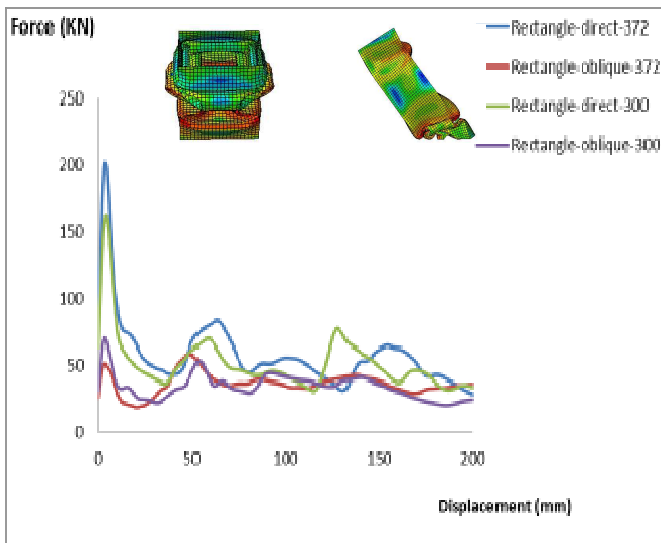 Force (KN)
Rectangle-direct-372
Rectangle-oblique-372
Rectangle-direct-300
Rectangle-oblique-300
250
200
150
100
50
0
0 50 100 150 200
Displacement (mm)